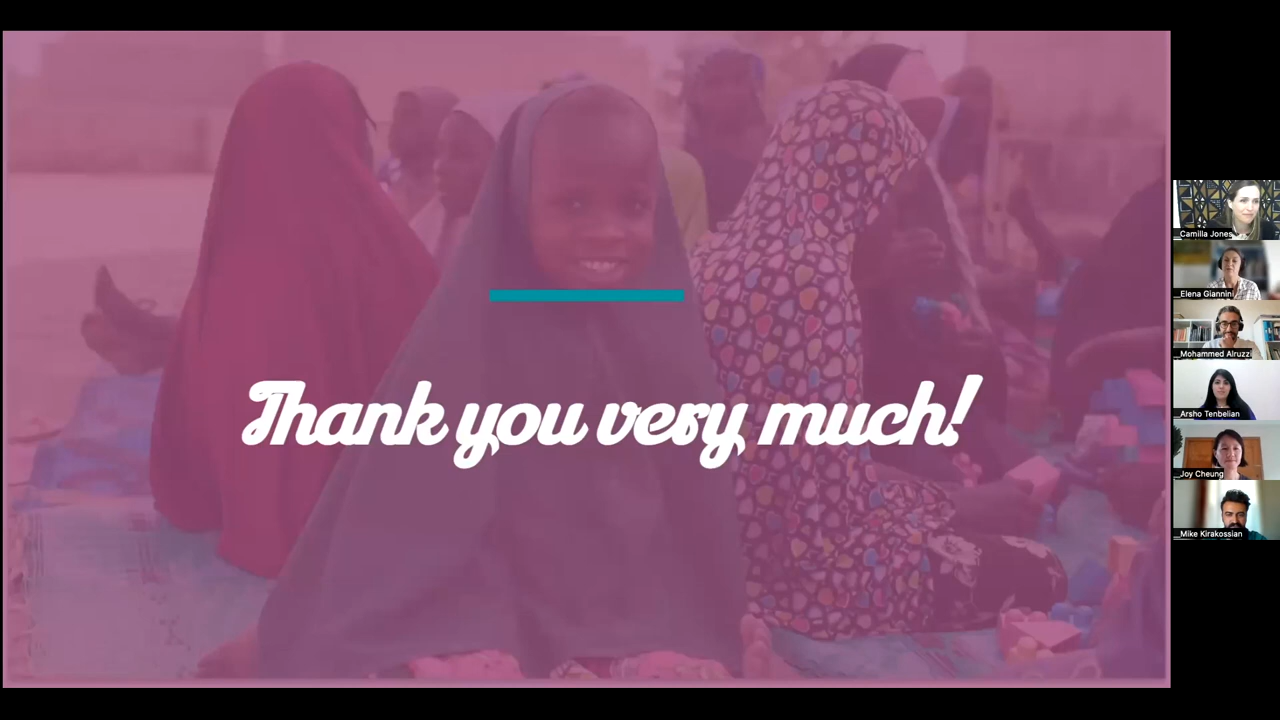 Thank you very much!
Camilla Jones
Elena Giannini
Mohammed Alruzzi
Arsho Tenbelian
Joy Cheung
Mike Kirakossian